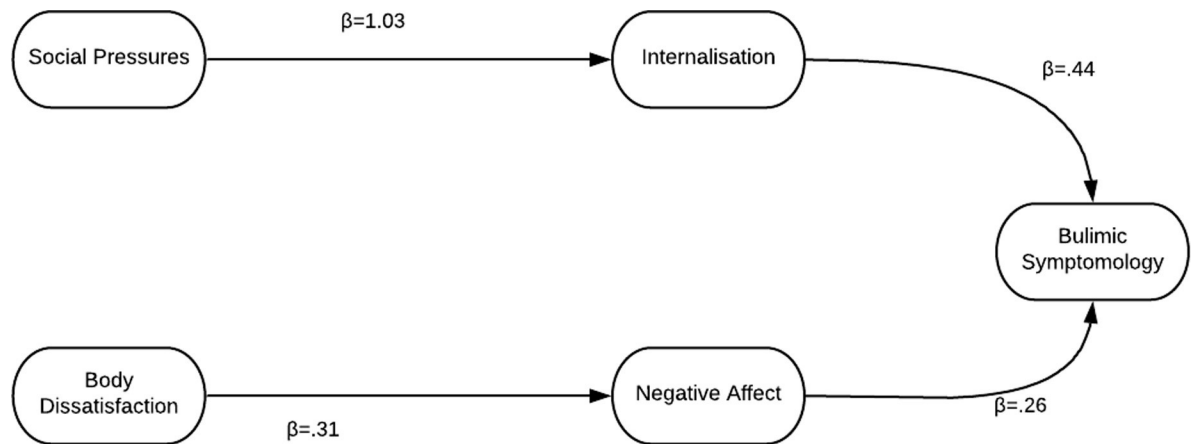 β=1.03
Social Pressures
Internalisation
β=.44
Bulimic
Symptomology
Body
Dissatisfaction
Negative Affect
β=.31
β=.26